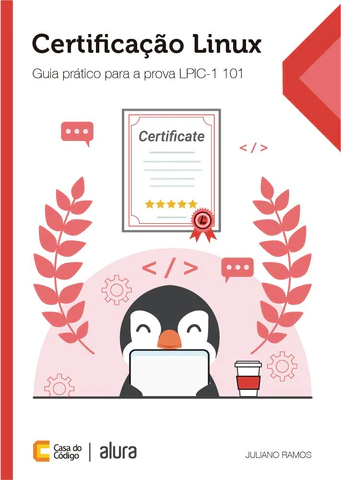 Certificação Linux
Guia prático para a prova LPIC-1 101
Certificate
</>
L
</>
Casa do
Código
alura
JULIANO RAMOS